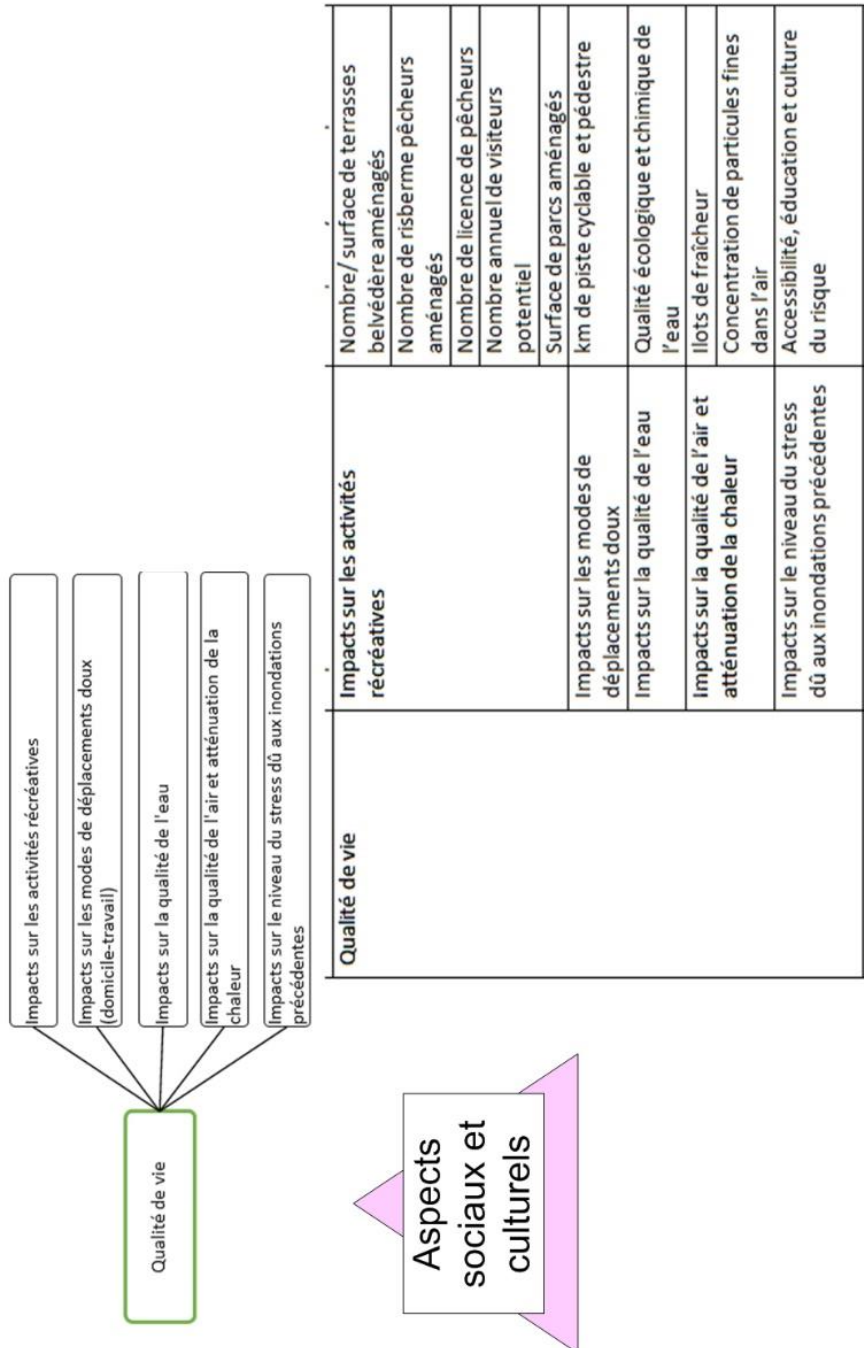 Qualité de vie
Impacts sur les activités récréatives
Impacts sur les modes de déplacements doux
(domicile-travail)
Impacts sur la qualité de l'eau
Impacts sur la qualité de l'air et atténuation de la
chaleur
Impacts sur le niveau du stress dû aux inondations
précédentes
Aspects
sociaux et
culturels
Qualité de vie
Impacts sur les activités
récréatives
Nombre/ surface de terrasses
belvédère aménagés
Nombre de risberme pêcheurs
aménagés
Nombre de licence de pêcheurs
Nombre annuel de visiteurs
potentiel
Surface de parcs aménagés
Impacts sur les modes de
déplacements doux
km de piste cyclable et pédestre
Impacts sur la qualité de l'eau
Qualité écologique et chimique de
l'eau
Impacts sur la qualité de l'air et
atténuation de la chaleur
Ilots de fraîcheur
Concentration de particules fines
dans l'air
Impacts sur le niveau du stress
dû aux inondations précédentes
Accessibilité, éducation et culture
du risque